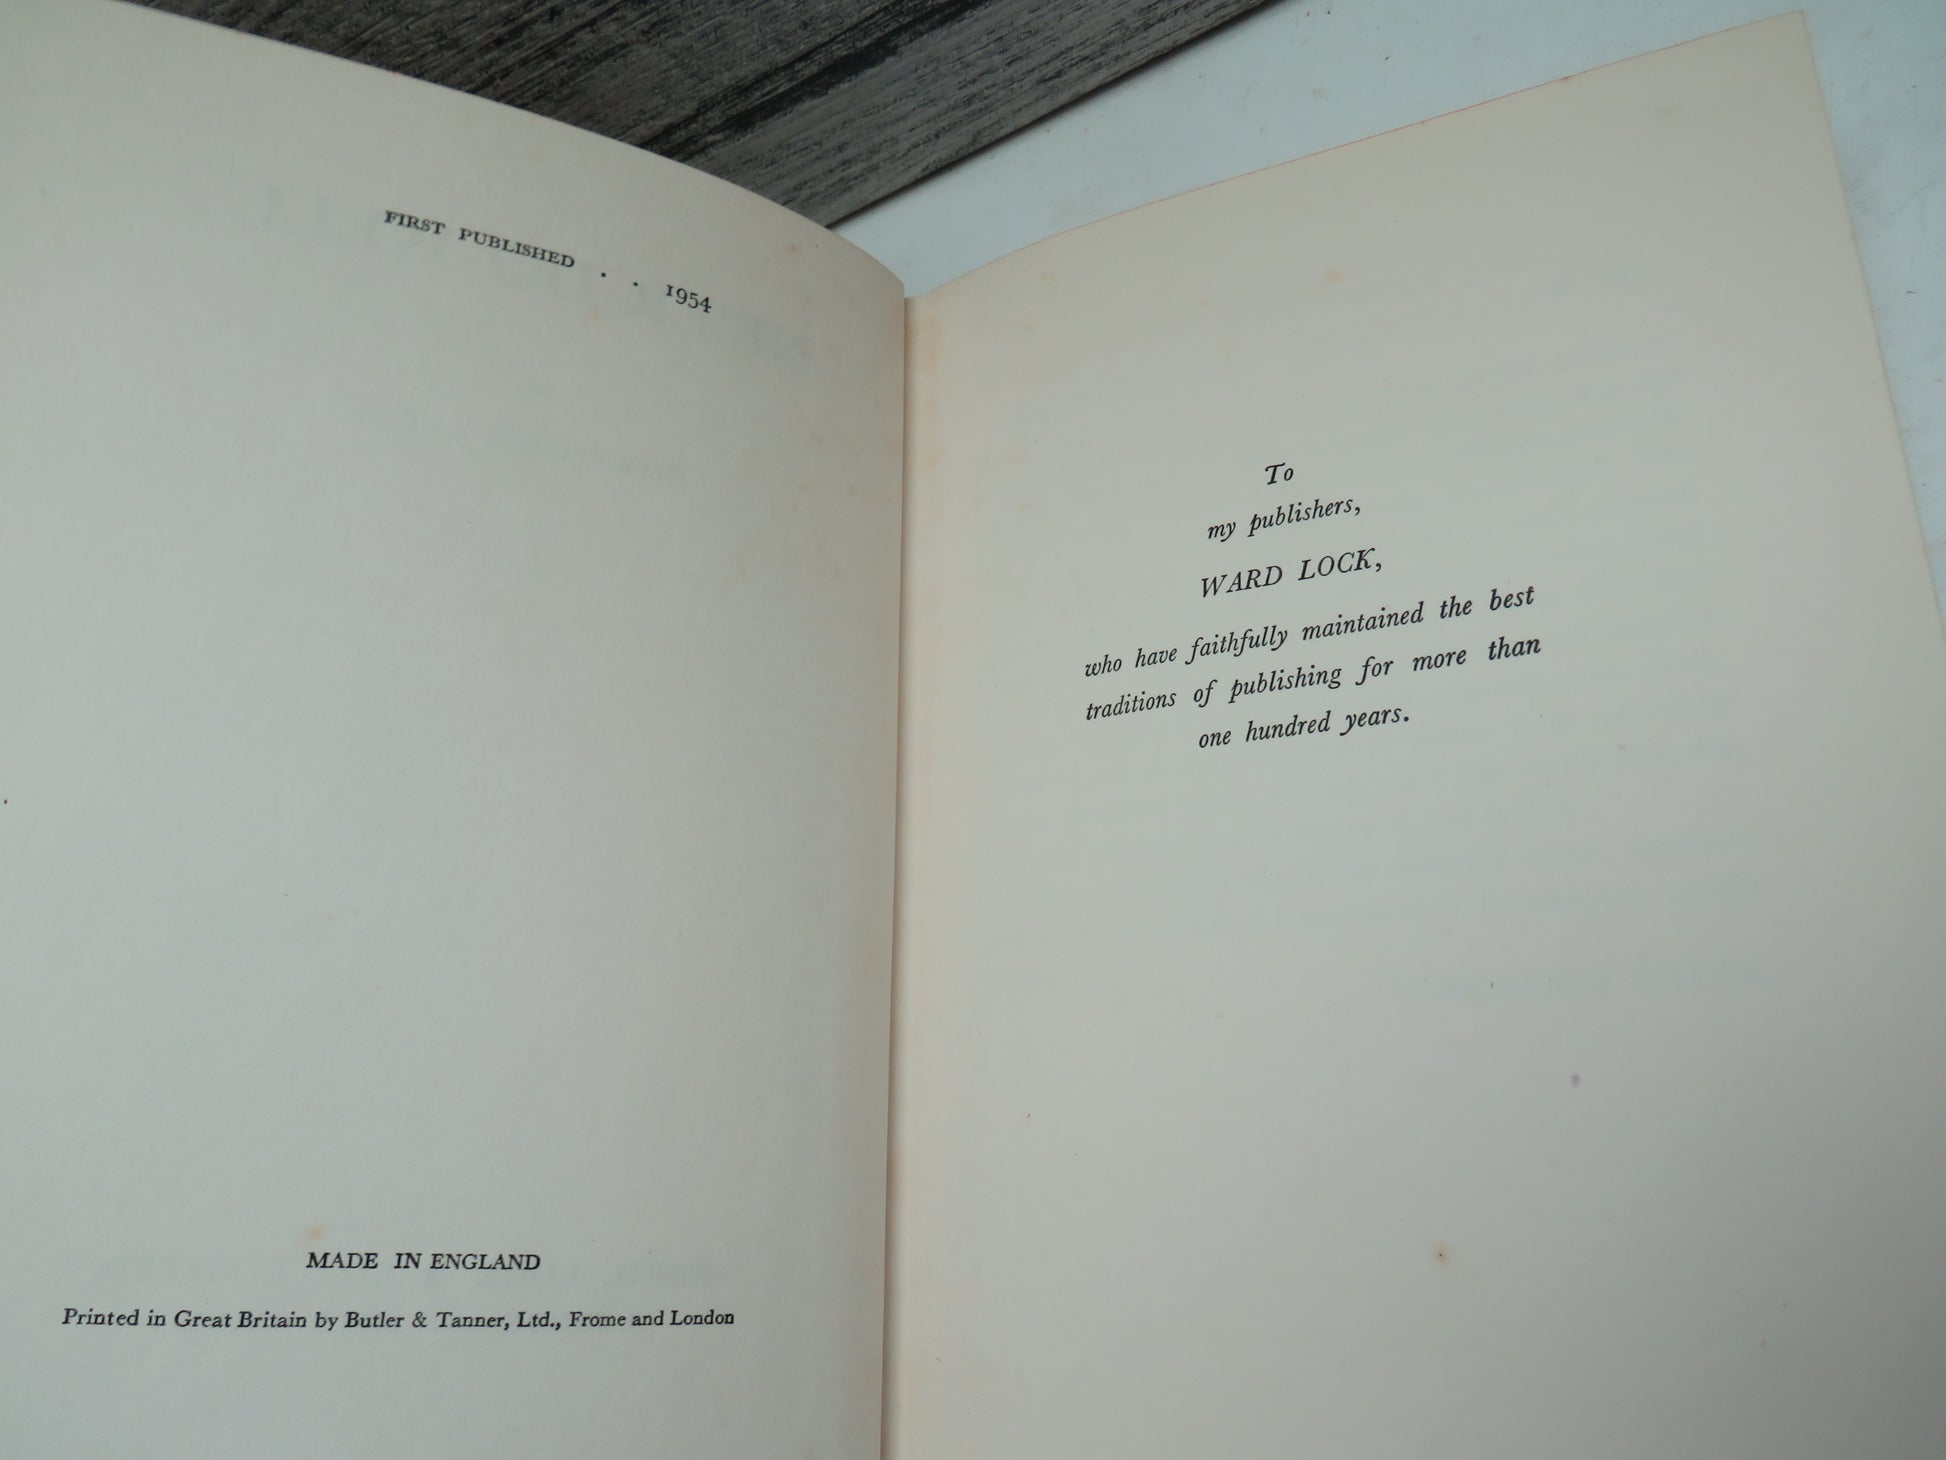 FIRST PUBLISHED . . 1954
MADE IN ENGLAND
Printed in Great Britain by Butler & Tanner, Ltd., Frome and London
To
my publishers,
WARD LOCK,
who have faithfully maintained the best
traditions of publishing for more than
one hundred years.